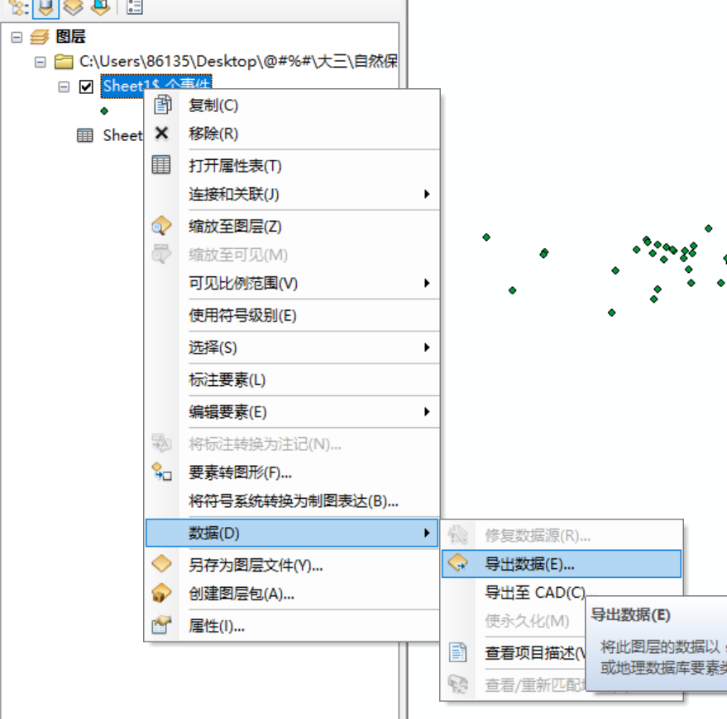 图层
C:\Users\86135\Desktop\@#%#\大三\自然保
Sheet1$ 个事件
Sheet
复制(C)
移除(R)
打开属性表(T)
连接和关联(J)
缩放至图层(Z)
缩放至可见(M)
可见比例范围(V)
使用符号级别(E)
选择(S)
标注要素(L)
编辑要素(E)
将标注转换为注记(N)...
要素转图形(F)...
将符号系统转换为制图表达(B)...
数据(D)
另存为图层文件(Y)...
创建图层包(A)...
属性(I)...
修复数据源(R)...
导出数据(E)...
导出至 CAD(C)
使永久化(M)
查看项目描述(V
查看/重新匹配
导出数据(E)
将此图层的数据以
或地理数据库要素类